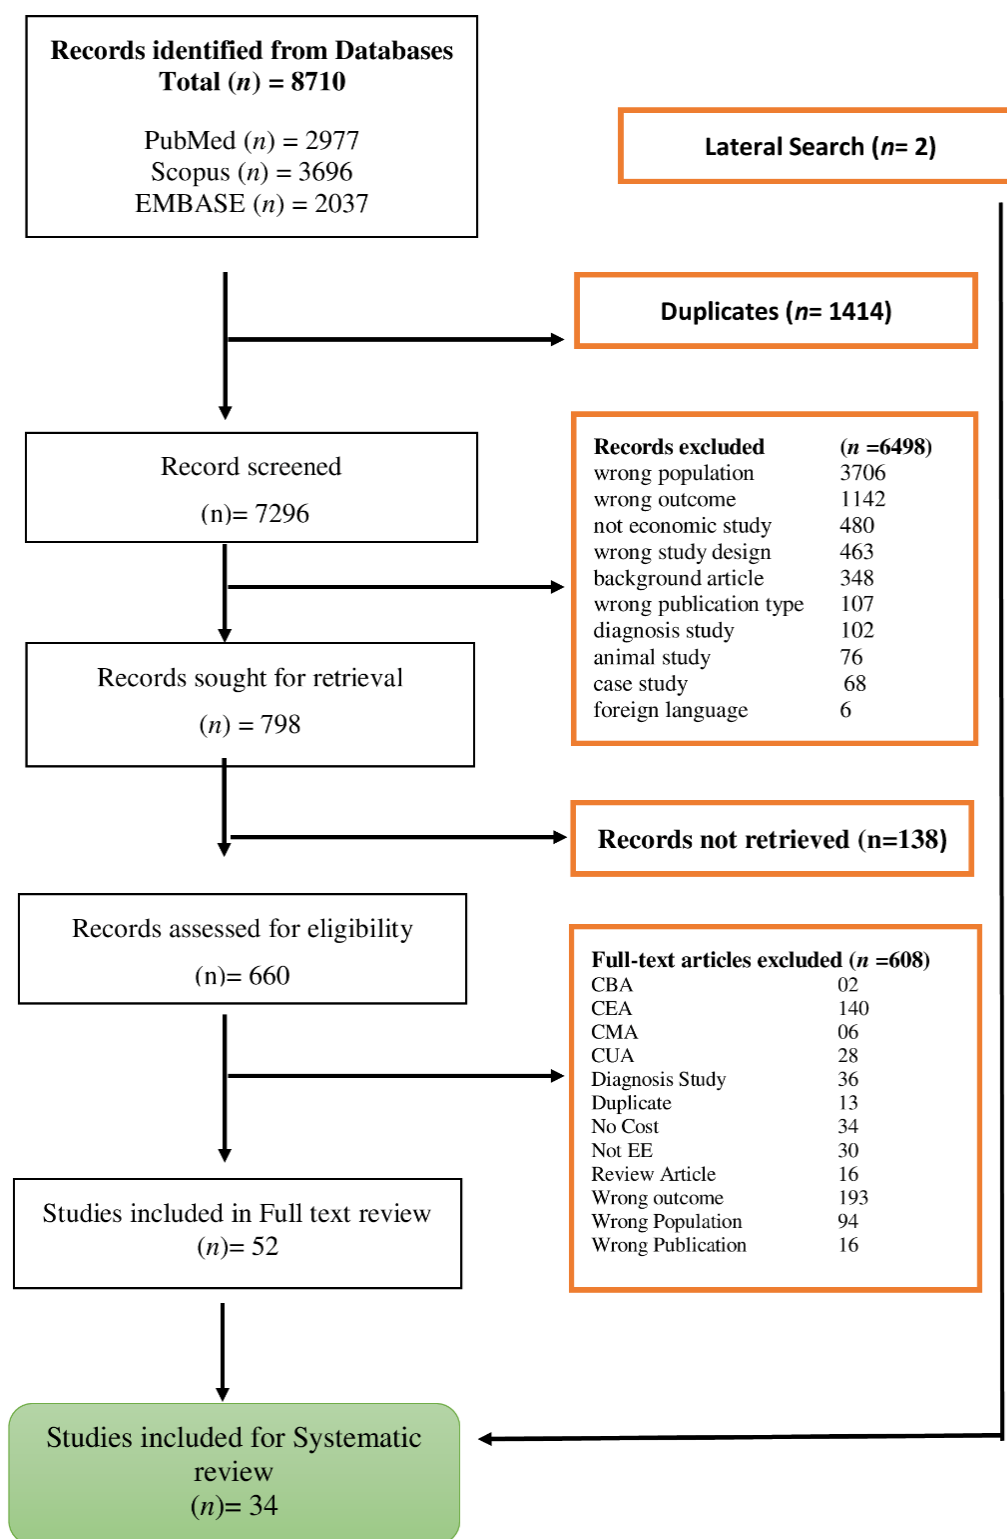 Records identified from Databases
Total (n) = 8710
PubMed (n) = 2977
Scopus (n) = 3696
EMBASE (n) = 2037
Lateral Search (n= 2)
Duplicates (n= 1414)
Record screened
(n)= 7296
Records excluded (n =6498)
wrong population 3706
wrong outcome 1142
not economic study 480
wrong study design 463
background article 348
wrong publication type 107
diagnosis study 102
animal study 76
case study 68
foreign language 6
Records sought for retrieval
(n) = 798
Records not retrieved (n=138)
Records assessed for eligibility
(n)= 660
Full-text articles excluded (n =608)
CBA 02
CEA 140
CMA 06
CUA 28
Diagnosis Study 36
Duplicate 13
No Cost 34
Not EE 30
Review Article 16
Wrong outcome 193
Wrong Population 94
Wrong Publication 16
Studies included in Full text review
(n)= 52
Studies included for Systematic
review
(n)= 34